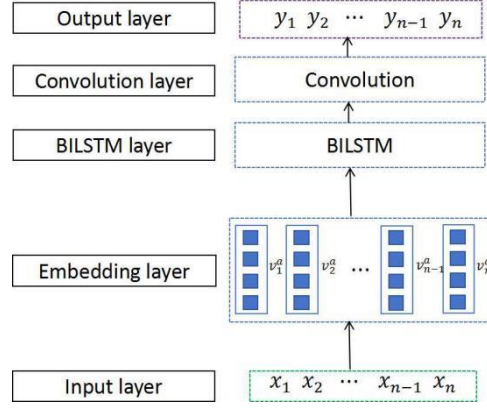 Output layer
y₁ y₂ ⋯ yₙ₋₁ yₙ
Convolution layer
Convolution
BILSTM layer
BILSTM
Embedding layer
v₁ᵃ v₂ᵃ ⋯ vₙ₋₁ᵃ vₙᵃ
Input layer
x₁ x₂ ⋯ xₙ₋₁ xₙ